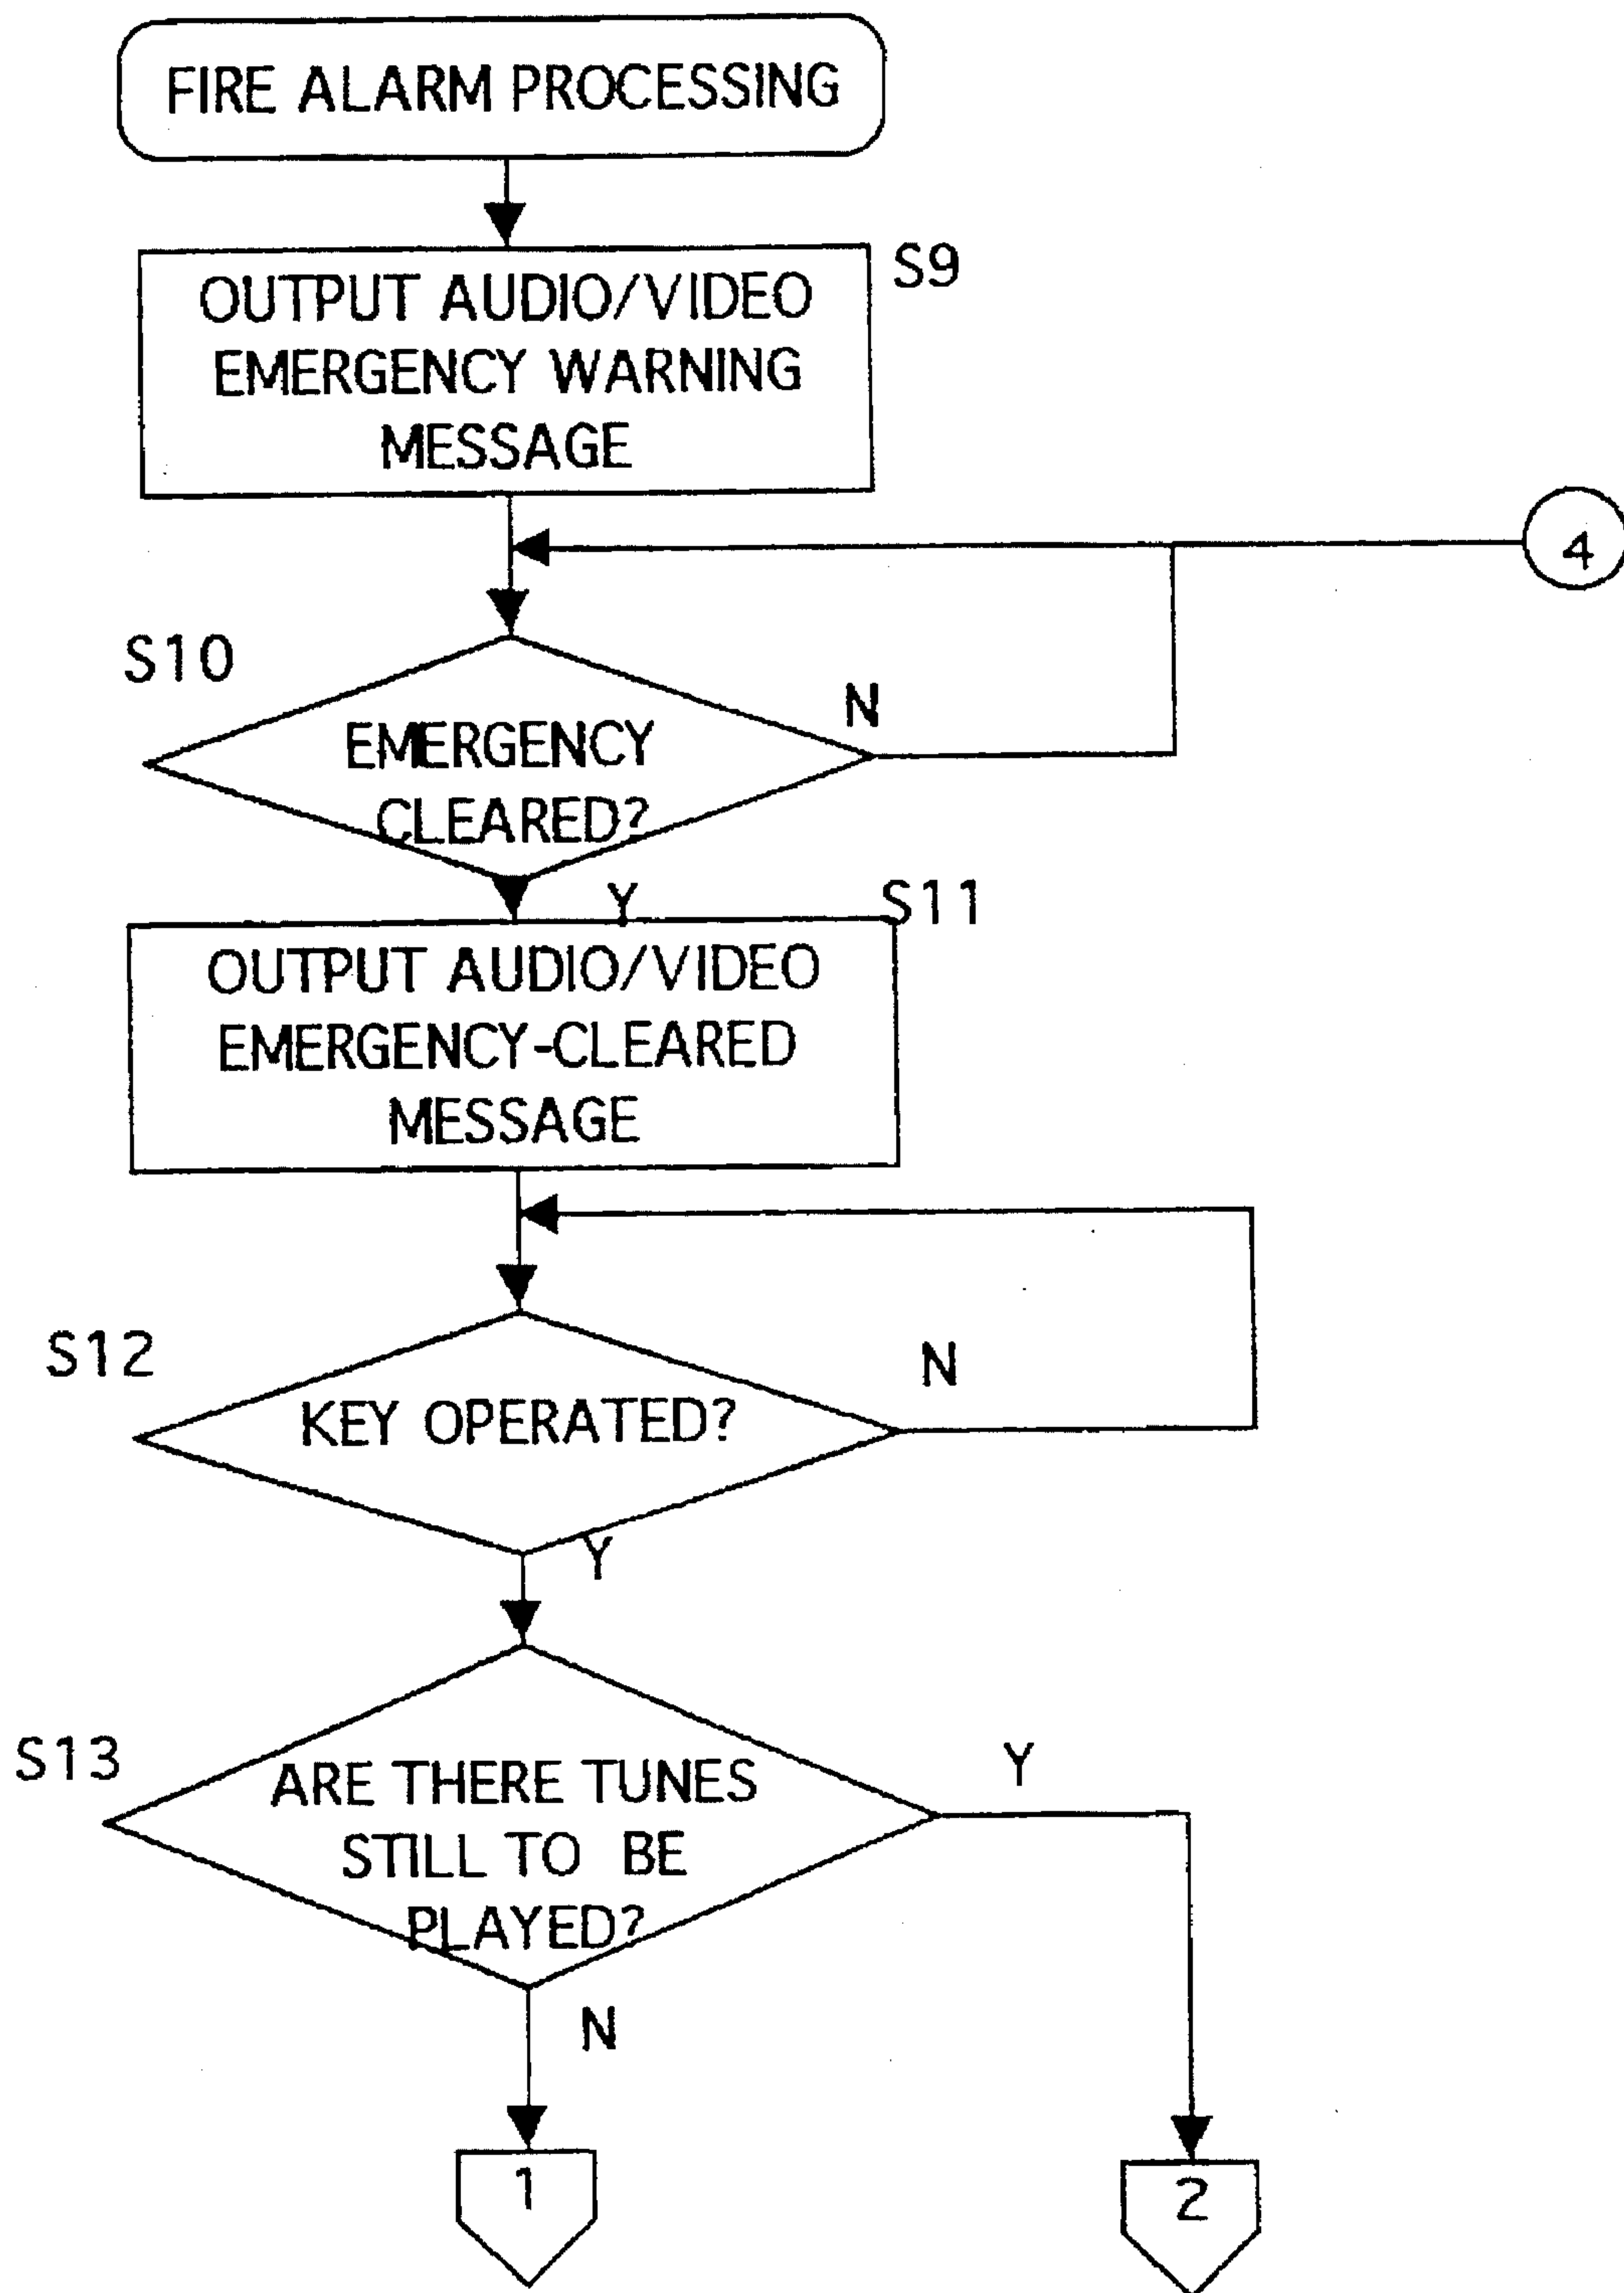 FIRE ALARM PROCESSING
S9
OUTPUT AUDIO/VIDEO
EMERGENCY WARNING
MESSAGE
4
S10
N
EMERGENCY
CLEARED?
Y
S11
OUTPUT AUDIO/VIDEO
EMERGENCY-CLEARED
MESSAGE
S12
N
KEY OPERATED?
Y
S13
Y
ARE THERE TUNES
STILL TO BE
PLAYED?
N
1
2